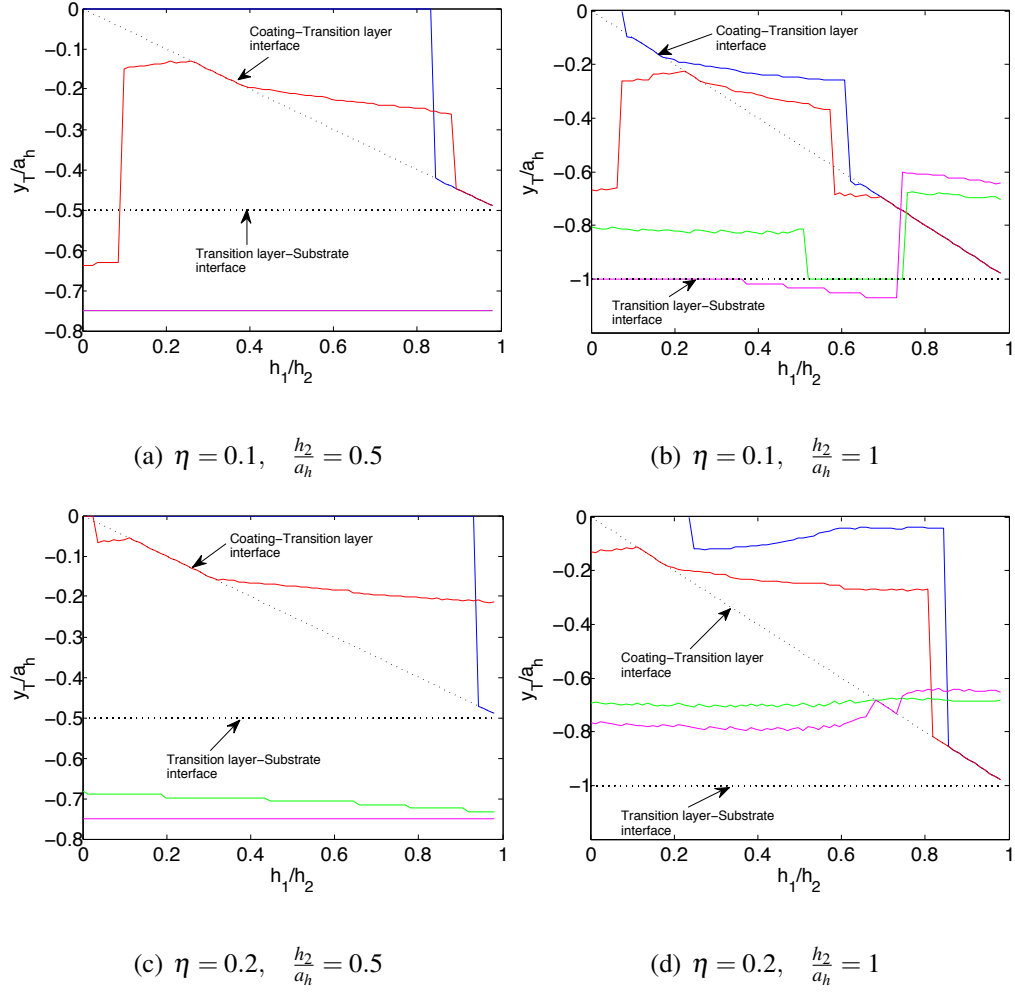 0
−0.1
−0.2
−0.3
−0.4
−0.5
−0.6
−0.7
−0.8
y_T/a_h
0 0.2 0.4 0.6 0.8 1
h_1/h_2
Coating−Transition layer
interface
Transition layer−Substrate
interface
(a) η = 0.1, h_2/a_h = 0.5
0
−0.2
−0.4
−0.6
−0.8
−1
y_T/a_h
0 0.2 0.4 0.6 0.8 1
h_1/h_2
Coating−Transition layer
interface
Transition layer−Substrate
interface
(b) η = 0.1, h_2/a_h = 1
0
−0.1
−0.2
−0.3
−0.4
−0.5
−0.6
−0.7
−0.8
y_T/a_h
0 0.2 0.4 0.6 0.8 1
h_1/h_2
Coating−Transition layer
interface
Transition layer−Substrate
interface
(c) η = 0.2, h_2/a_h = 0.5
0
−0.2
−0.4
−0.6
−0.8
−1
y_T/a_h
0 0.2 0.4 0.6 0.8 1
h_1/h_2
Coating−Transition layer
interface
Transition layer−Substrate
interface
(d) η = 0.2, h_2/a_h = 1